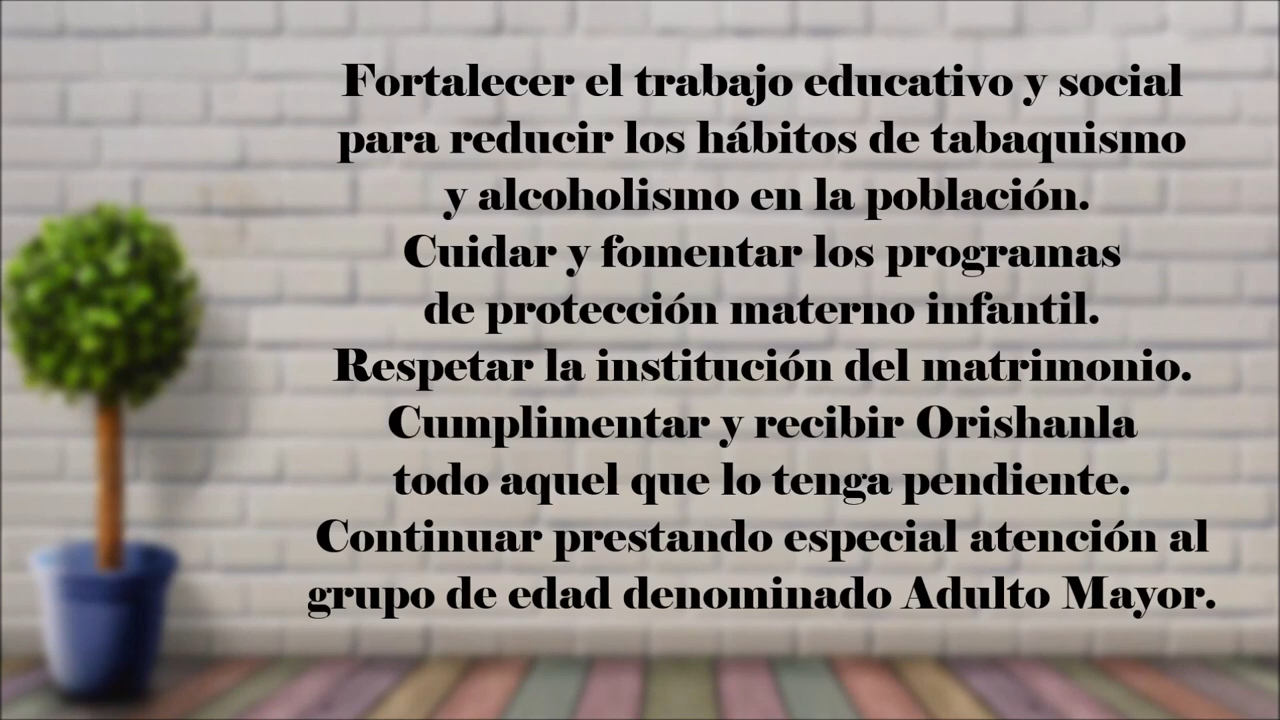 Fortalecer el trabajo educativo y social
para reducir los hábitos de tabaquismo
y alcoholismo en la población.
Cuidar y fomentar los programas
de protección materno infantil.
Respetar la institución del matrimonio.
Cumplimentar y recibir Orishanla
todo aquel que lo tenga pendiente.
Continuar prestando especial atención al
grupo de edad denominado Adulto Mayor.